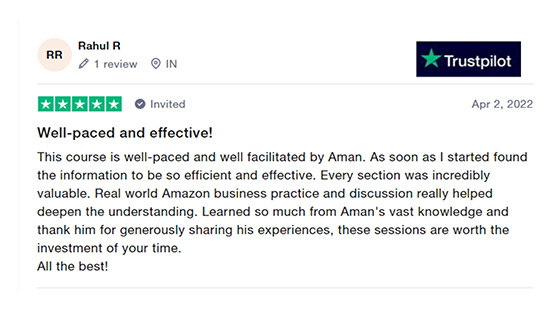 RR
Rahul R
1 review IN
Trustpilot
Invited Apr 2, 2022
Well-paced and effective!
This course is well-paced and well facilitated by Aman. As soon as I started found
the information to be so efficient and effective. Every section was incredibly
valuable. Real world Amazon business practice and discussion really helped
deepen the understanding. Learned so much from Aman's vast knowledge and
thank him for generously sharing his experiences, these sessions are worth the
investment of your time.
All the best!